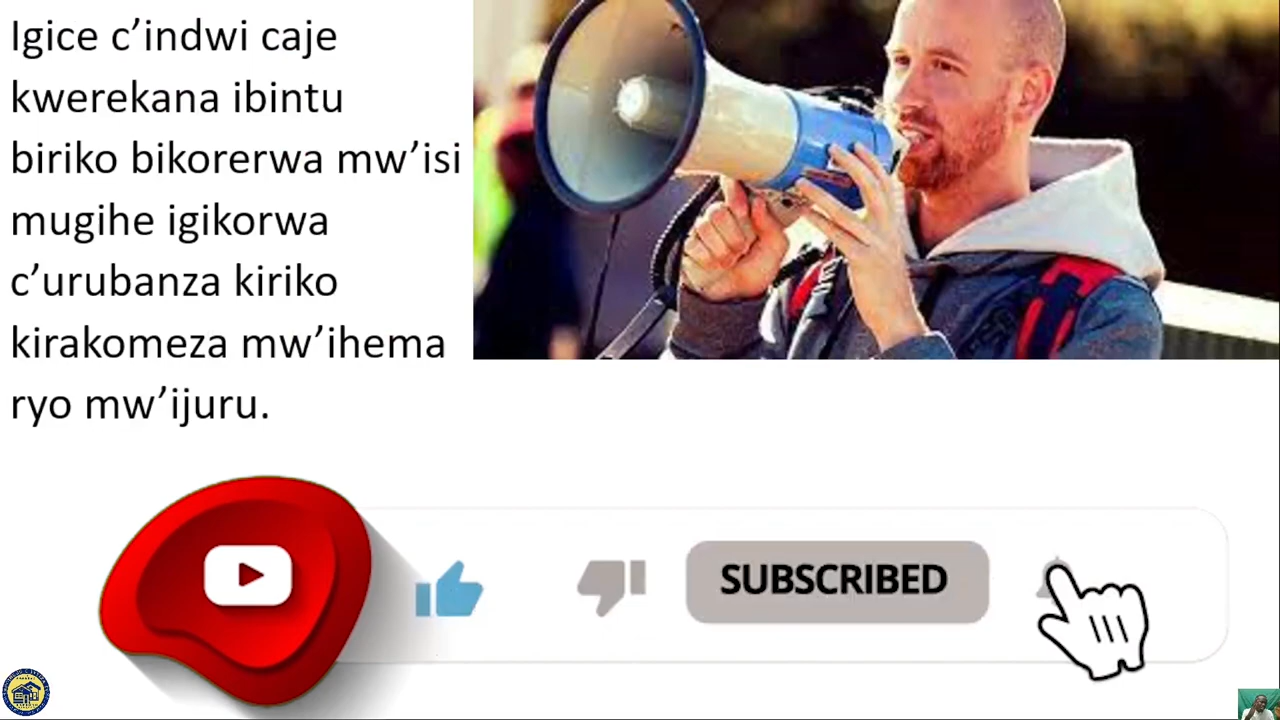 Igice c’indwi caje
kwerekana ibintu
biriko bikorerwa mw’isi
mugihe igikorwa
c’urubanza kiriko
kirakomeza mw’ihema
ryo mw’ijuru.
SUBSCRIBED